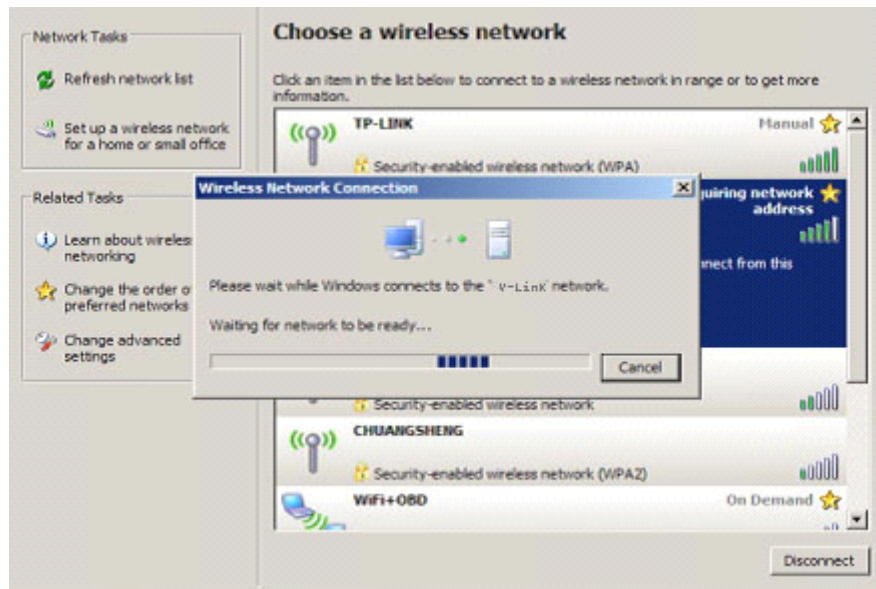 Network Tasks
Refresh network list
Set up a wireless network
for a home or small office
Related Tasks
Learn about wireles
networking
Change the order o
preferred networks
Change advanced
settings
Choose a wireless network
Click an item in the list below to connect to a wireless network in range or to get more
information.
TP-LINK
Manual
Security-enabled wireless network (WPA)
quiring network
address
nnect from this
Wireless Network Connection
Please wait while Windows connects to the 'V-LinK' network.
Waiting for network to be ready...
Cancel
Security-enabled wireless network
CHUANGSHENG
Security-enabled wireless network (WPA2)
WiFi+OBD
On Demand
Disconnect